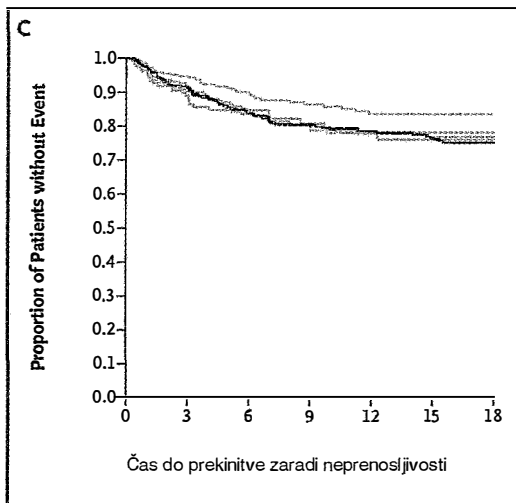 C
Proportion of Patients without Event
1.0
0.9
0.8
0.7
0.6
0.5
0.4
0.3
0.2
0.1
0.0
0 3 6 9 12 15 18
Čas do prekinitve zaradi neprenosljivosti